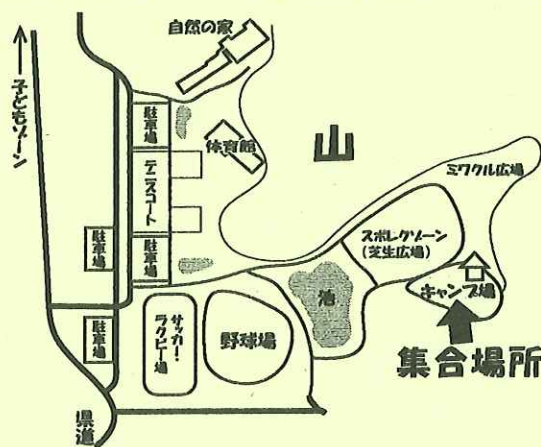 自然の家
←子どもゾーン
駐車場
体育館
山
テニスコート
ミワクル広場
スポレクゾーン
(芝生広場)
駐車場
駐車場
池
キャンプ場
駐車場
サッカー・
ラグビー場
野球場
集合場所
県道